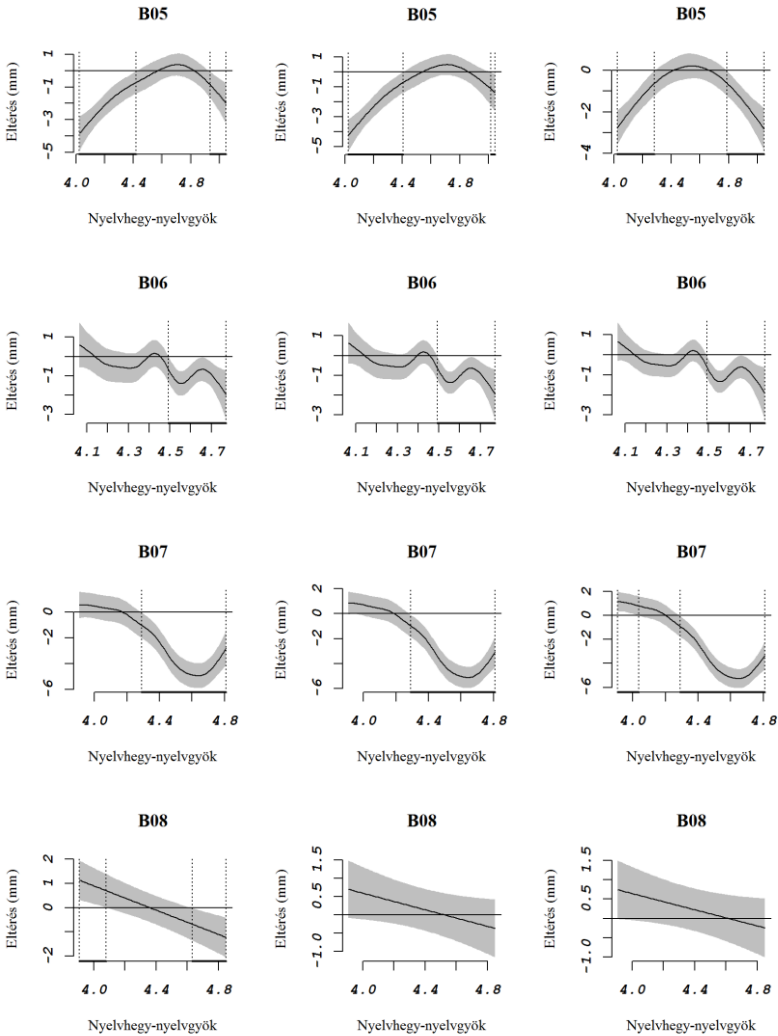 B05 B05 B05
Eltérés (mm) Eltérés (mm) Eltérés (mm)
1 -1 -3 -5
1 -1 -3 -5
0 -2 -4
4.0 4.4 4.8 4.0 4.4 4.8 4.0 4.4 4.8
Nyelvhegy-nyelvgyök Nyelvhegy-nyelvgyök Nyelvhegy-nyelvgyök
B06 B06 B06
Eltérés (mm) Eltérés (mm) Eltérés (mm)
1 -1 -3
1 -1 -3
1 -1 -3
4.1 4.3 4.5 4.7 4.1 4.3 4.5 4.7 4.1 4.3 4.5 4.7
Nyelvhegy-nyelvgyök Nyelvhegy-nyelvgyök Nyelvhegy-nyelvgyök
B07 B07 B07
Eltérés (mm) Eltérés (mm) Eltérés (mm)
0 -2 -6
2 0 -2 -6
2 0 -2 -6
4.0 4.4 4.8 4.0 4.4 4.8 4.0 4.4 4.8
Nyelvhegy-nyelvgyök Nyelvhegy-nyelvgyök Nyelvhegy-nyelvgyök
B08 B08 B08
Eltérés (mm) Eltérés (mm) Eltérés (mm)
2 1 0 -2
1.5 0.5 -1.0
1.5 0.5 -1.0
4.0 4.4 4.8 4.0 4.4 4.8 4.0 4.4 4.8
Nyelvhegy-nyelvgyök Nyelvhegy-nyelvgyök Nyelvhegy-nyelvgyök